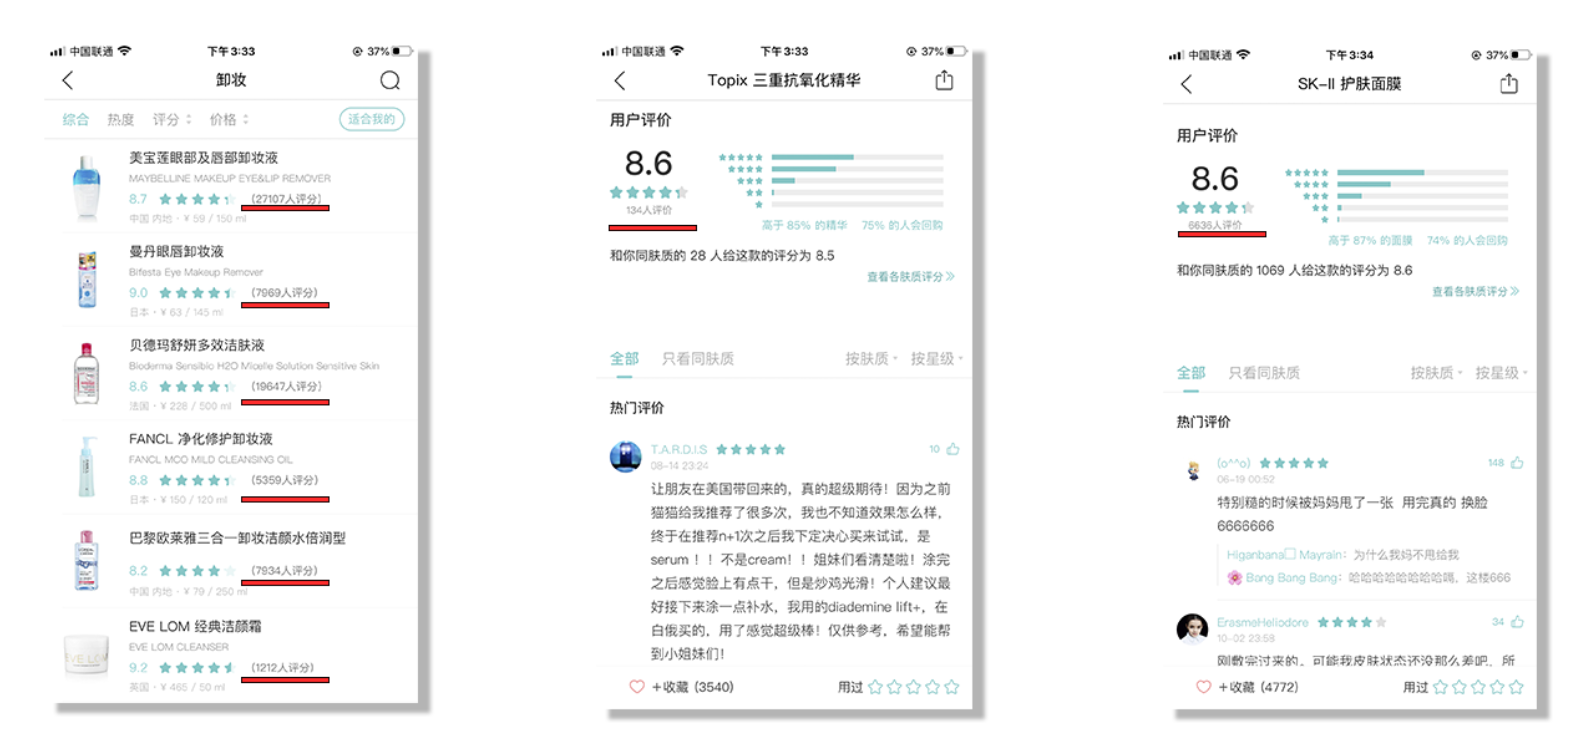 中国联通
下午3:33
37%
卸妆
综合 热度 评分 价格 适合我的
美宝莲眼部及唇部卸妆液
MAYBELLINE MAKEUP EYE&LIP REMOVER
8.7 (27107人评分)
中国 内地 · ¥ 59 / 150 ml
曼丹眼唇卸妆液
Bifesta Eye Makeup Remover
9.0 (7969人评分)
日本 · ¥ 63 / 145 ml
贝德玛舒妍多效洁肤液
Bioderma Sensibio H2O Micelle Solution Sensitive Skin
8.6 (19647人评分)
法国 · ¥ 228 / 500 ml
FANCL 净化修护卸妆液
FANCL MCO MILD CLEANSING OIL
8.8 (5359人评分)
日本 · ¥ 150 / 120 ml
巴黎欧莱雅三合一卸妆洁颜水倍润型
8.2 (7934人评分)
中国 内地 · ¥ 79 / 250 ml
EVE LOM 经典洁颜霜
EVE LOM CLEANSER
9.2 (1212人评分)
英国 · ¥ 465 / 50 ml
EVE LOM
中国联通
下午3:33
37%
Topix 三重抗氧化精华
用户评价
8.6
134人评价
高于 85% 的精华 75% 的人会回购
和你同肤质的 28 人给这款的评分为 8.5
查看各肤质评分
全部 只看同肤质 按肤质 按星级
热门评价
T.A.R.D.I.S 10
08-14 23:24
让朋友在美国带回来的，真的超级期待！因为之前
猫猫给我推荐了很多次，我也不知道效果怎么样，
终于在推荐n+1次之后我下定决心买来试试，是
serum！！不是cream！！姐妹们看清楚啦！涂完
之后感觉脸上有点干，但是炒鸡光滑！个人建议最
好接下来涂一点补水，我用的diademine lift+，在
白俄买的，用了感觉超级棒！仅供参考，希望能帮
到小姐妹们！
+收藏 (3540) 用过
中国联通
下午3:34
37%
SK-II 护肤面膜
用户评价
8.6
6636人评价
高于 87% 的面膜 74% 的人会回购
和你同肤质的 1069 人给这款的评分为 8.6
查看各肤质评分
全部 只看同肤质 按肤质 按星级
热门评价
(o^^o) 148
06-19 00:52
特别糙的时候被妈妈甩了一张 用完真的 换脸
6666666
Higanbana Mayrain：为什么我妈不甩给我
Bang Bang Bang：哈哈哈哈哈哈哈哈嗝，这楼666
ErasmeHeliodore 34
10-02 23:59
刚敷完过来的，可能我皮肤状态还没那么差吧，所
+收藏 (4772) 用过